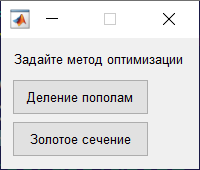 Задайте метод оптимизации
Деление пополам
Золотое сечение